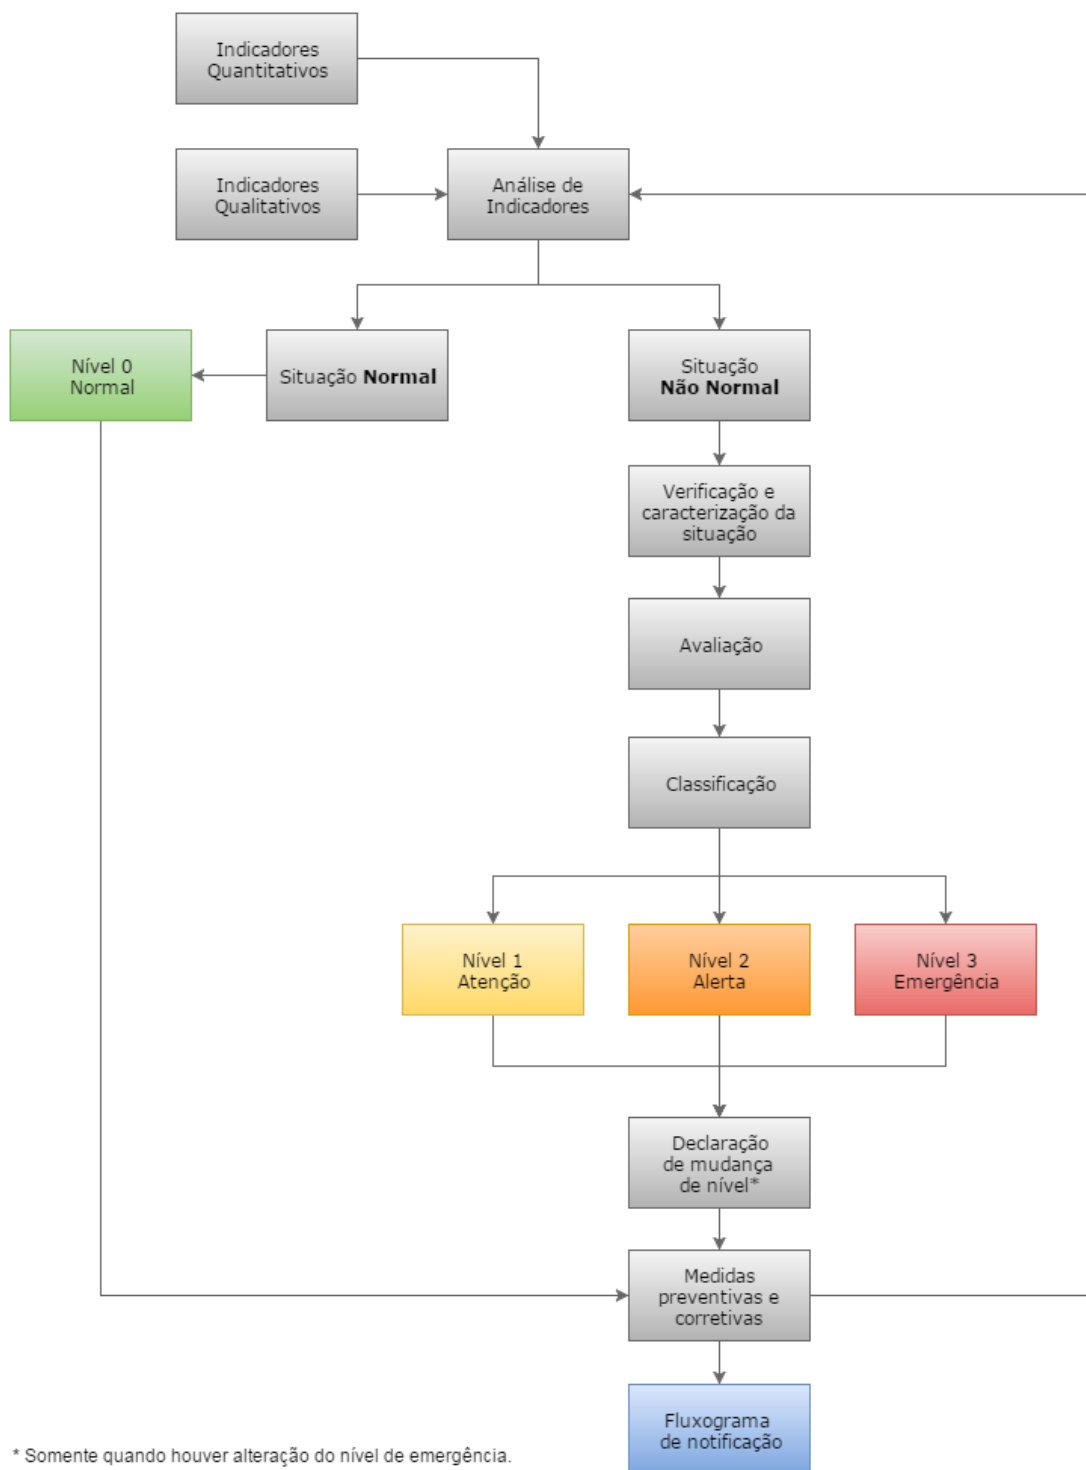 Indicadores
Quantitativos
Indicadores
Qualitativos
Análise de
Indicadores
Nível 0
Normal
Situação Normal
Situação
Não Normal
Verificação e
caracterização da
situação
Avaliação
Classificação
Nível 1
Atenção
Nível 2
Alerta
Nível 3
Emergência
Declaração
de mudança
de nível*
Medidas
preventivas e
corretivas
Fluxograma
de notificação
* Somente quando houver alteração do nível de emergência.